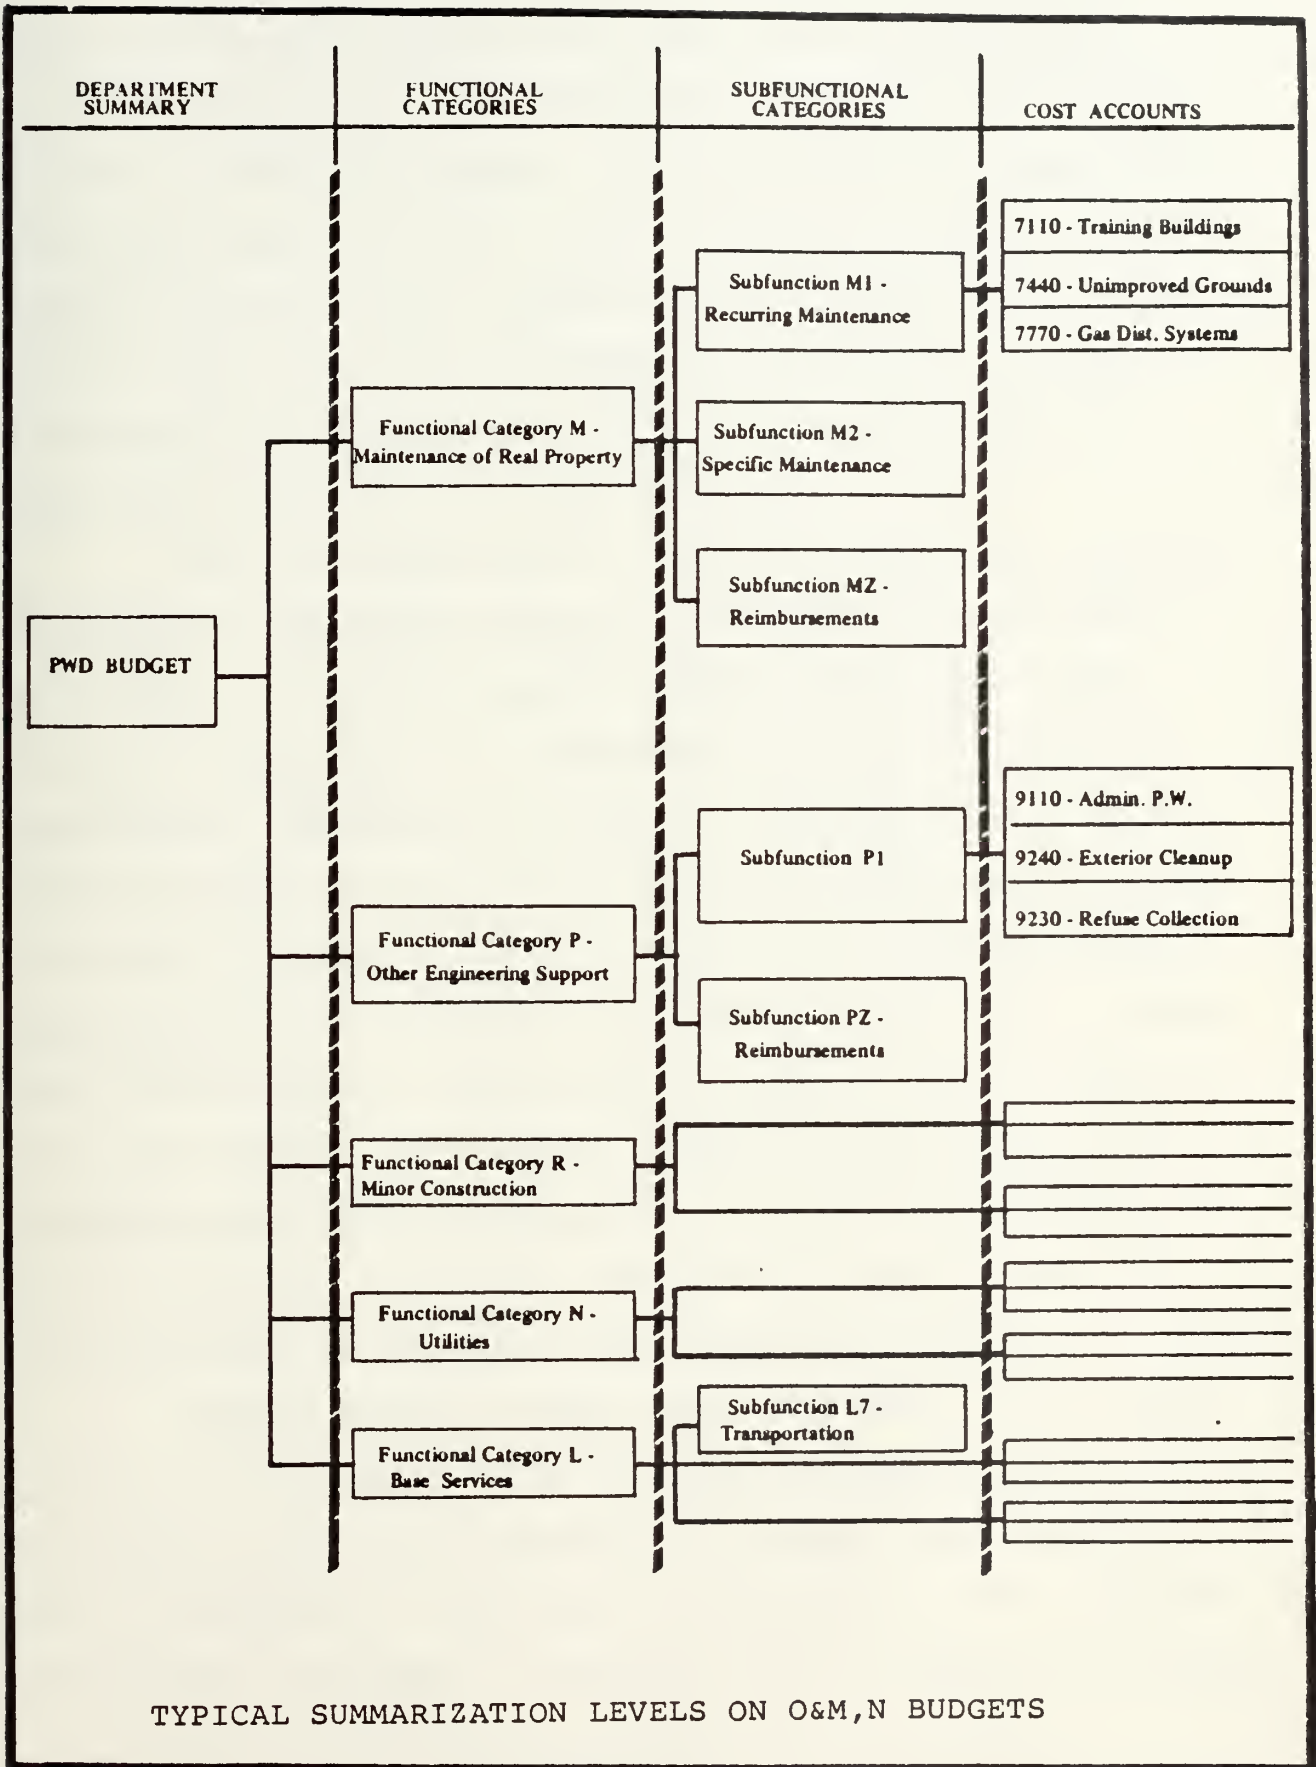 DEPARTMENT
SUMMARY
FUNCTIONAL
CATEGORIES
SUBFUNCTIONAL
CATEGORIES
COST ACCOUNTS
7110 - Training Buildings
7440 - Unimproved Grounds
7770 - Gas Dist. Systems
Subfunction M1 -
Recurring Maintenance
Functional Category M -
Maintenance of Real Property
Subfunction M2 -
Specific Maintenance
Subfunction MZ -
Reimbursements
PWD BUDGET
9110 - Admin. P.W.
9240 - Exterior Cleanup
9230 - Refuse Collection
Subfunction P1
Functional Category P -
Other Engineering Support
Subfunction PZ -
Reimbursements
Functional Category R -
Minor Construction
Functional Category N -
Utilities
Subfunction L7 -
Transportation
Functional Category L -
Base Services
TYPICAL SUMMARIZATION LEVELS ON O&M,N BUDGETS